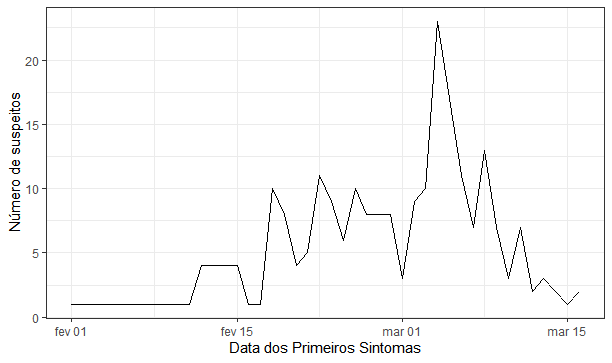 Número de suspeitos
20
15
10
5
0
fev 01
fev 15
mar 01
mar 15
Data dos Primeiros Sintomas